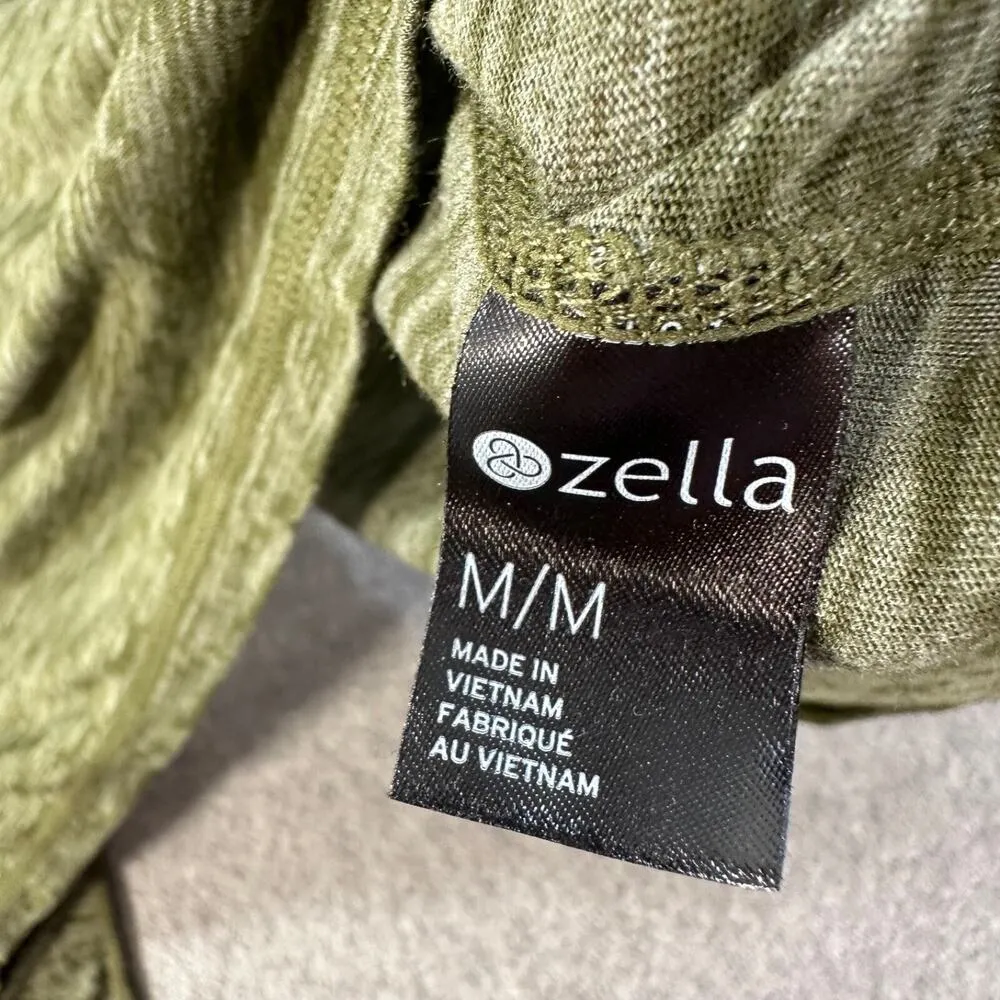 zella
M/M
MADE IN
VIETNAM
FABRIQUÉ
AU VIETNAM